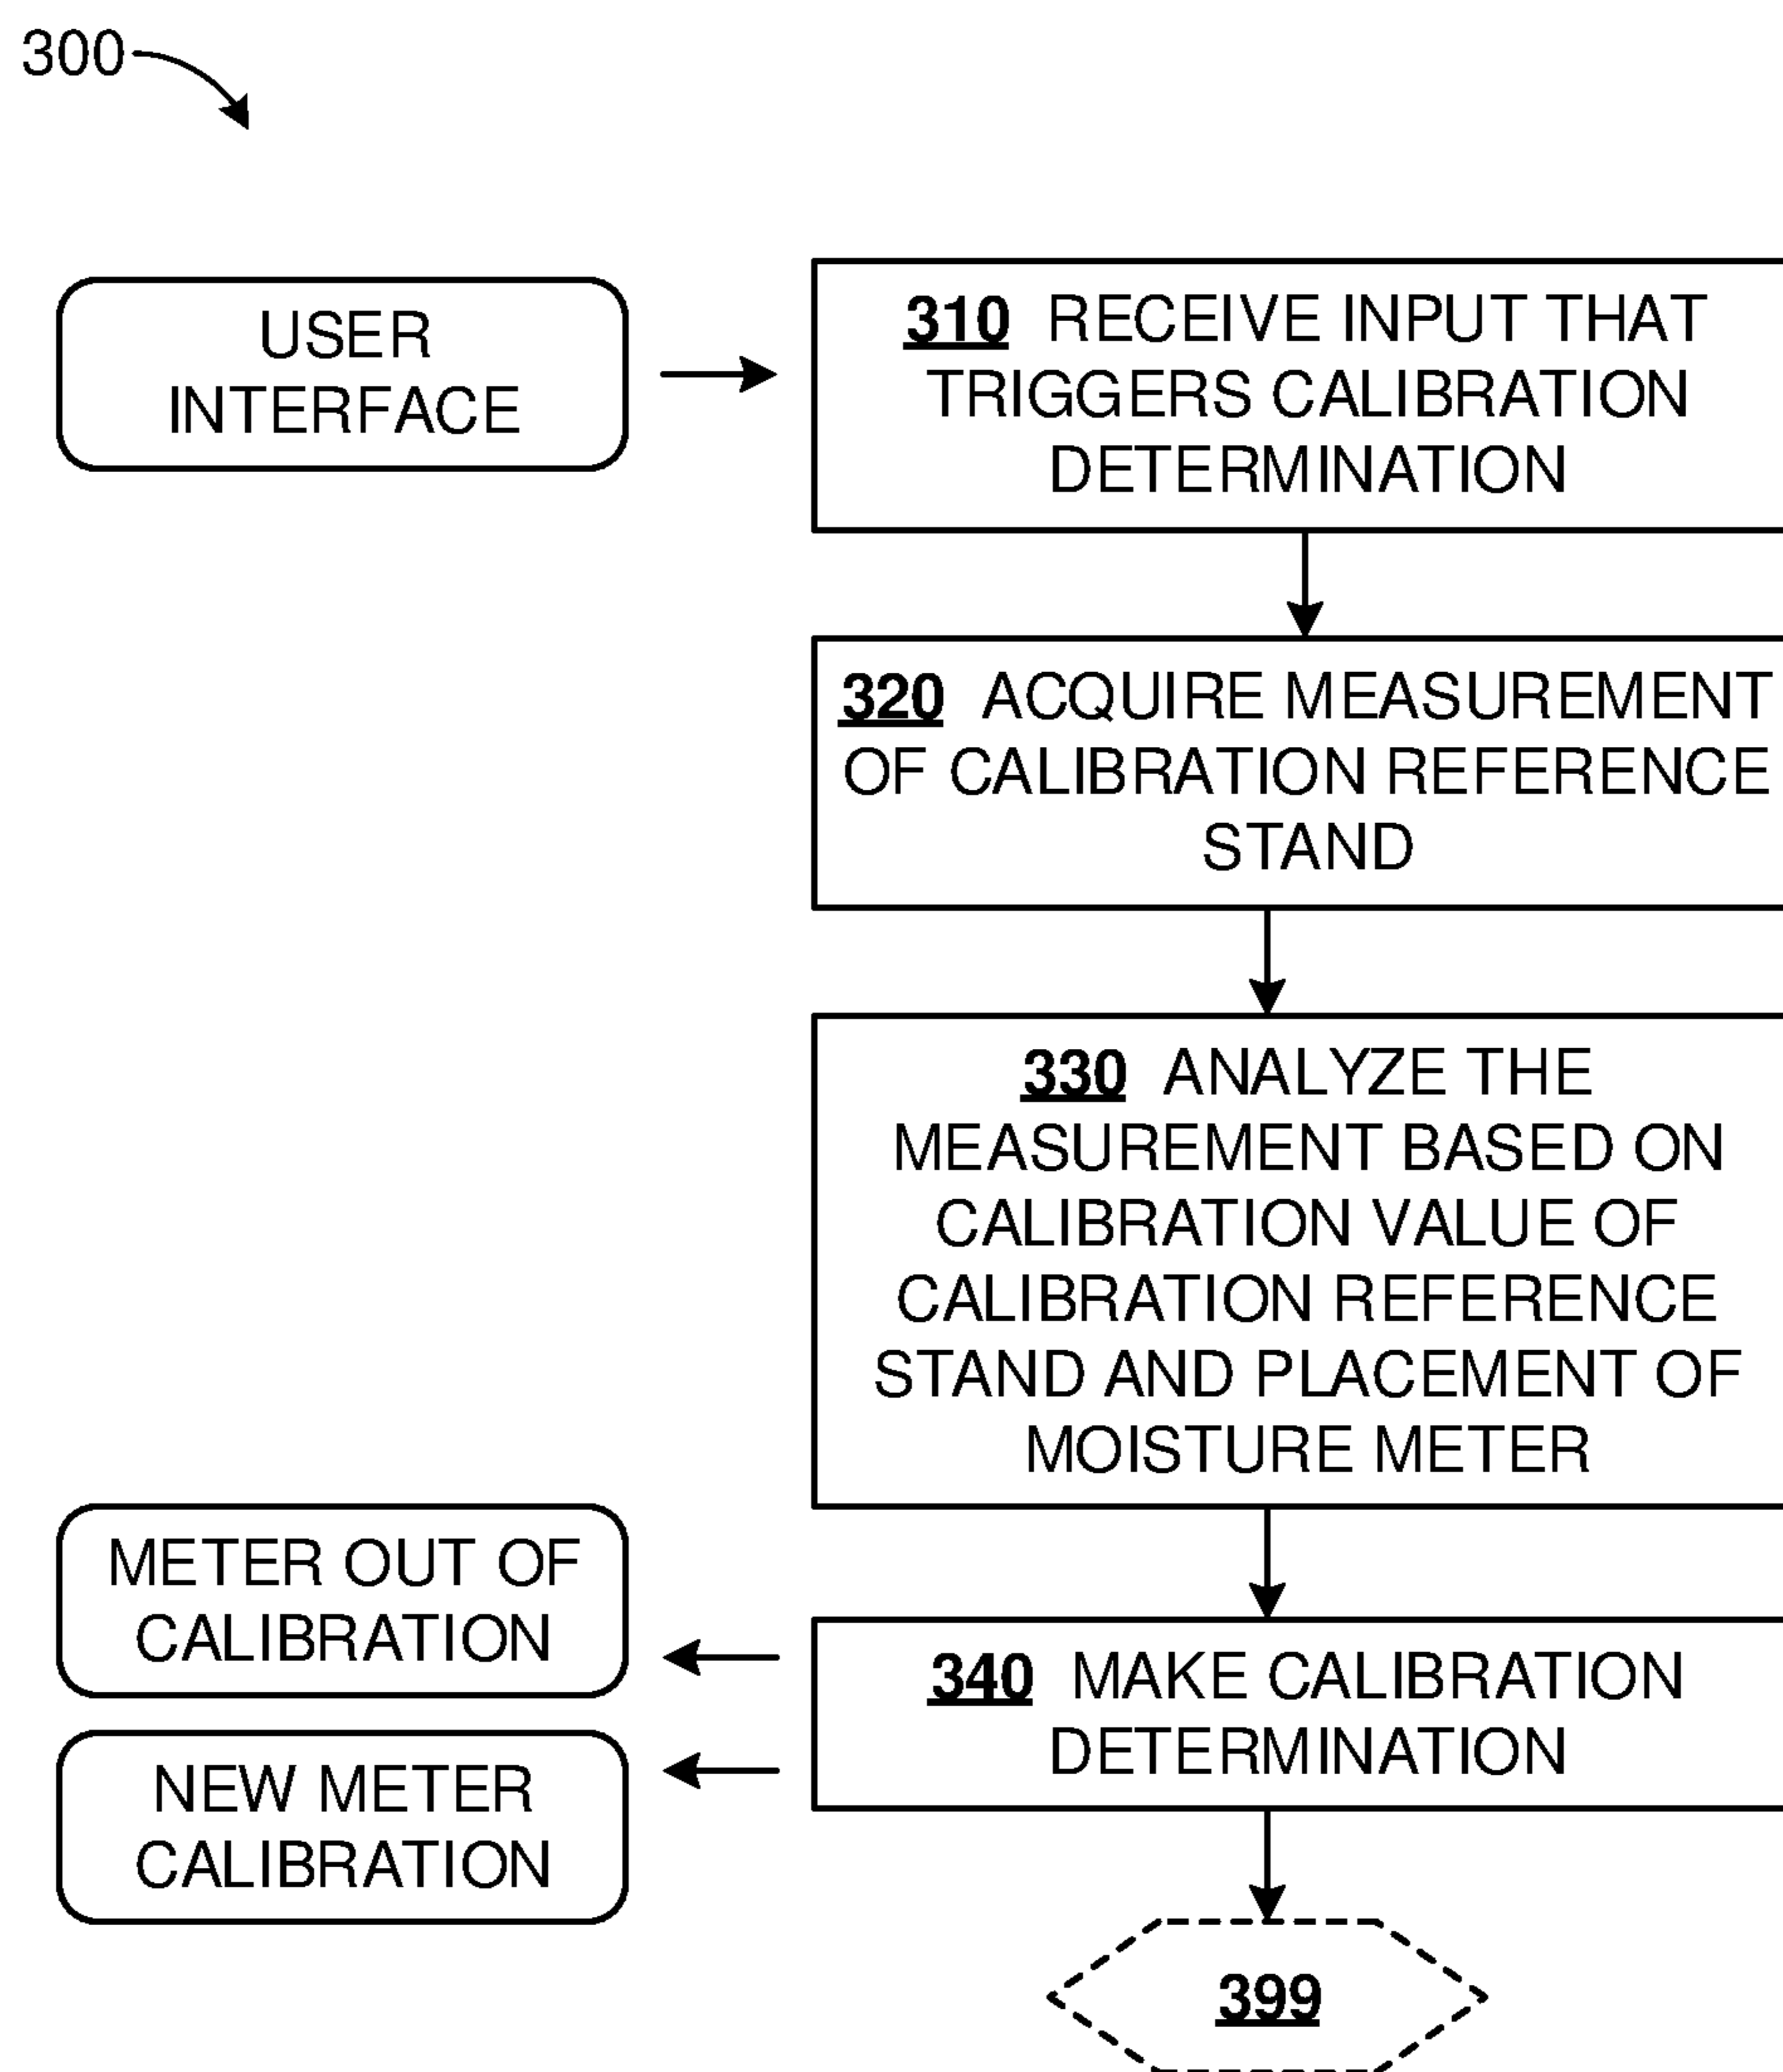 300
USER
INTERFACE
310 RECEIVE INPUT THAT
TRIGGERS CALIBRATION
DETERMINATION
320 ACQUIRE MEASUREMENT
OF CALIBRATION REFERENCE
STAND
330 ANALYZE THE
MEASUREMENT BASED ON
CALIBRATION VALUE OF
CALIBRATION REFERENCE
STAND AND PLACEMENT OF
MOISTURE METER
METER OUT OF
CALIBRATION
340 MAKE CALIBRATION
DETERMINATION
NEW METER
CALIBRATION
399